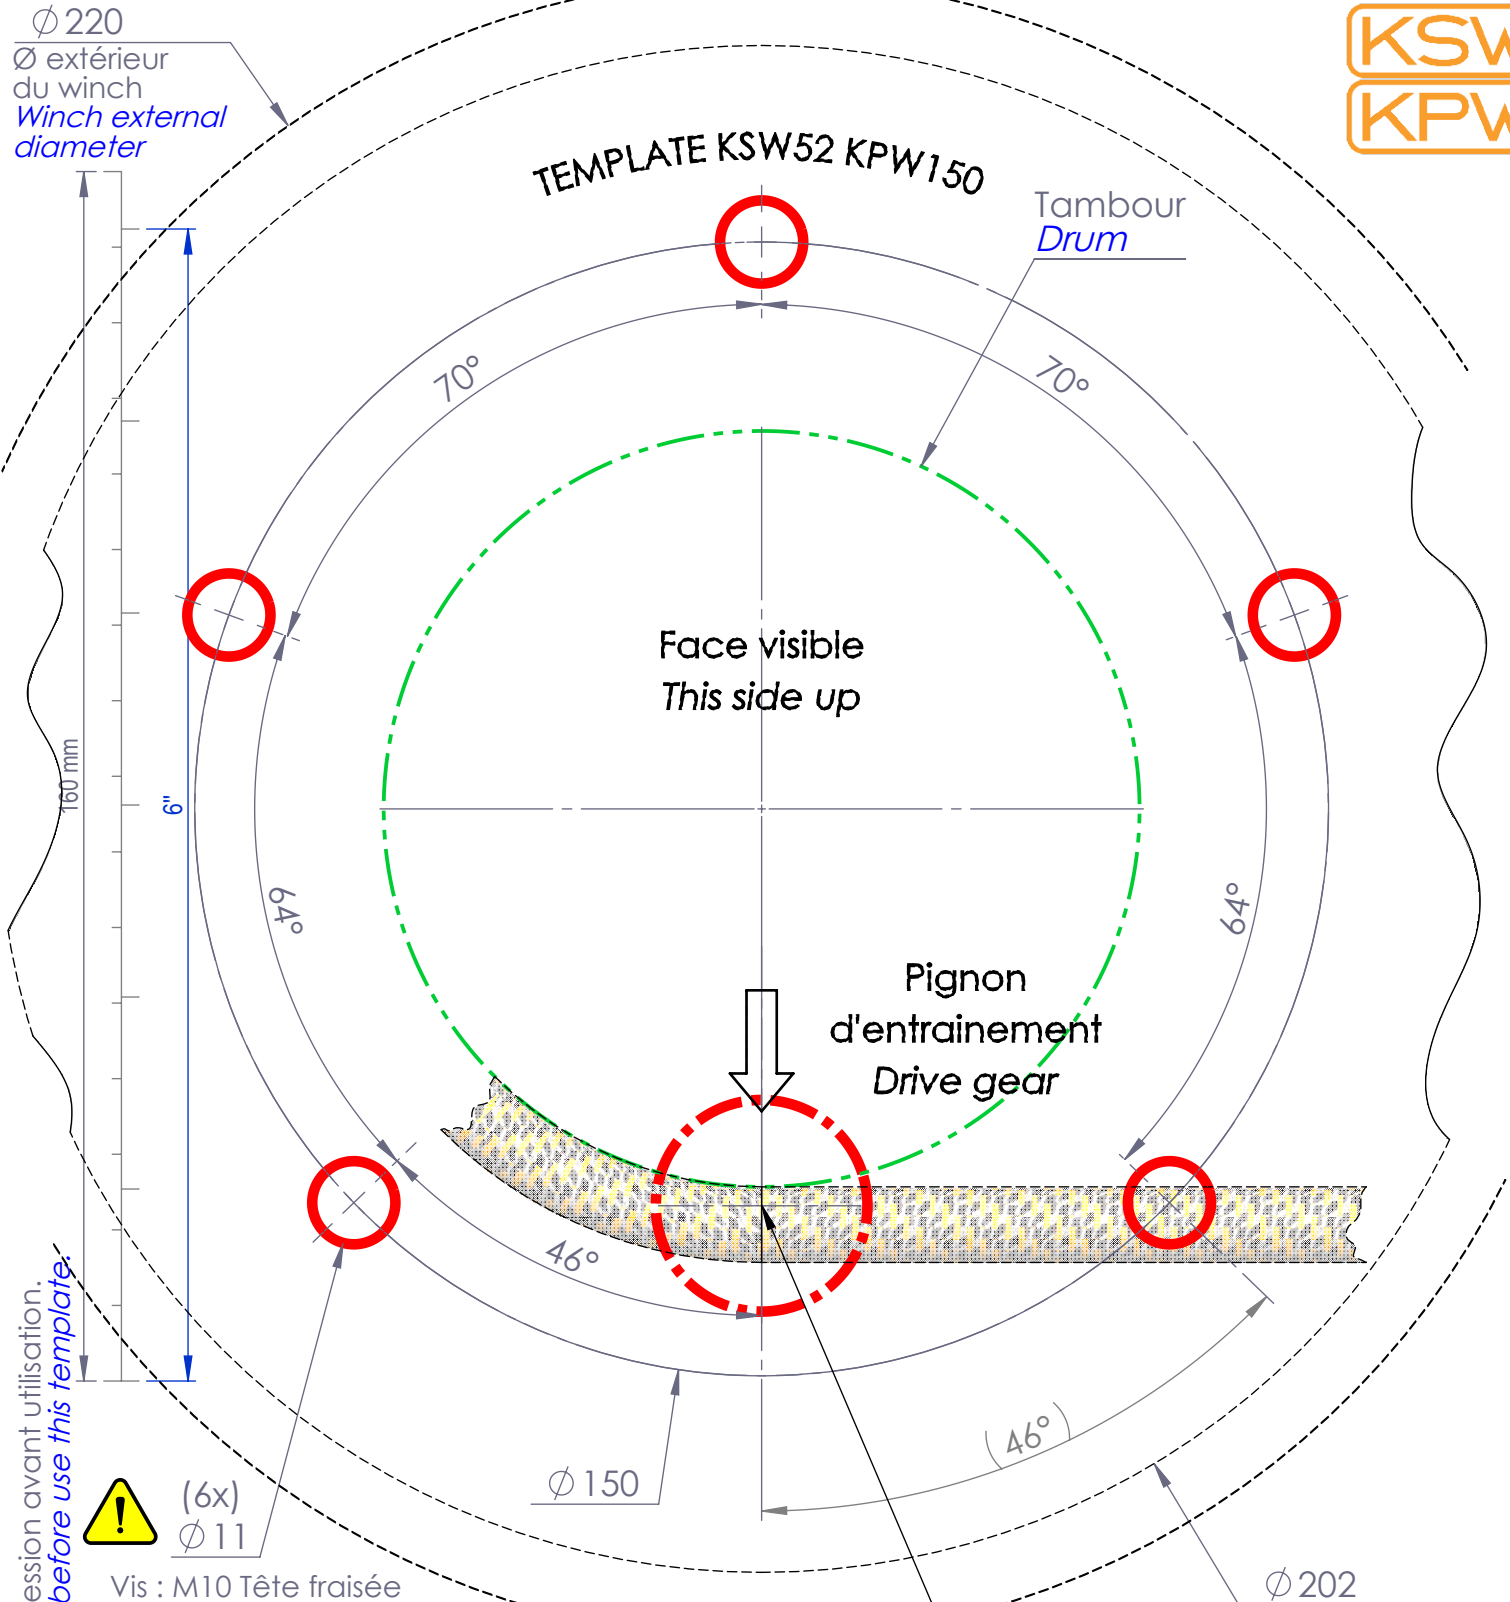 ∅220
Ø extérieur
du winch
Winch external
diameter
KSW
KPW
TEMPLATE KSW52 KPW150
Tambour
Drum
70°
70°
Face visible
This side up
160 mm
6"
64°
64°
Pignon
d'entrainement
Drive gear
46°
(46°)
∅150
ession avant utilisation.
before use this template.
!
(6x)
∅11
Vis : M10 Tête fraisée
∅202